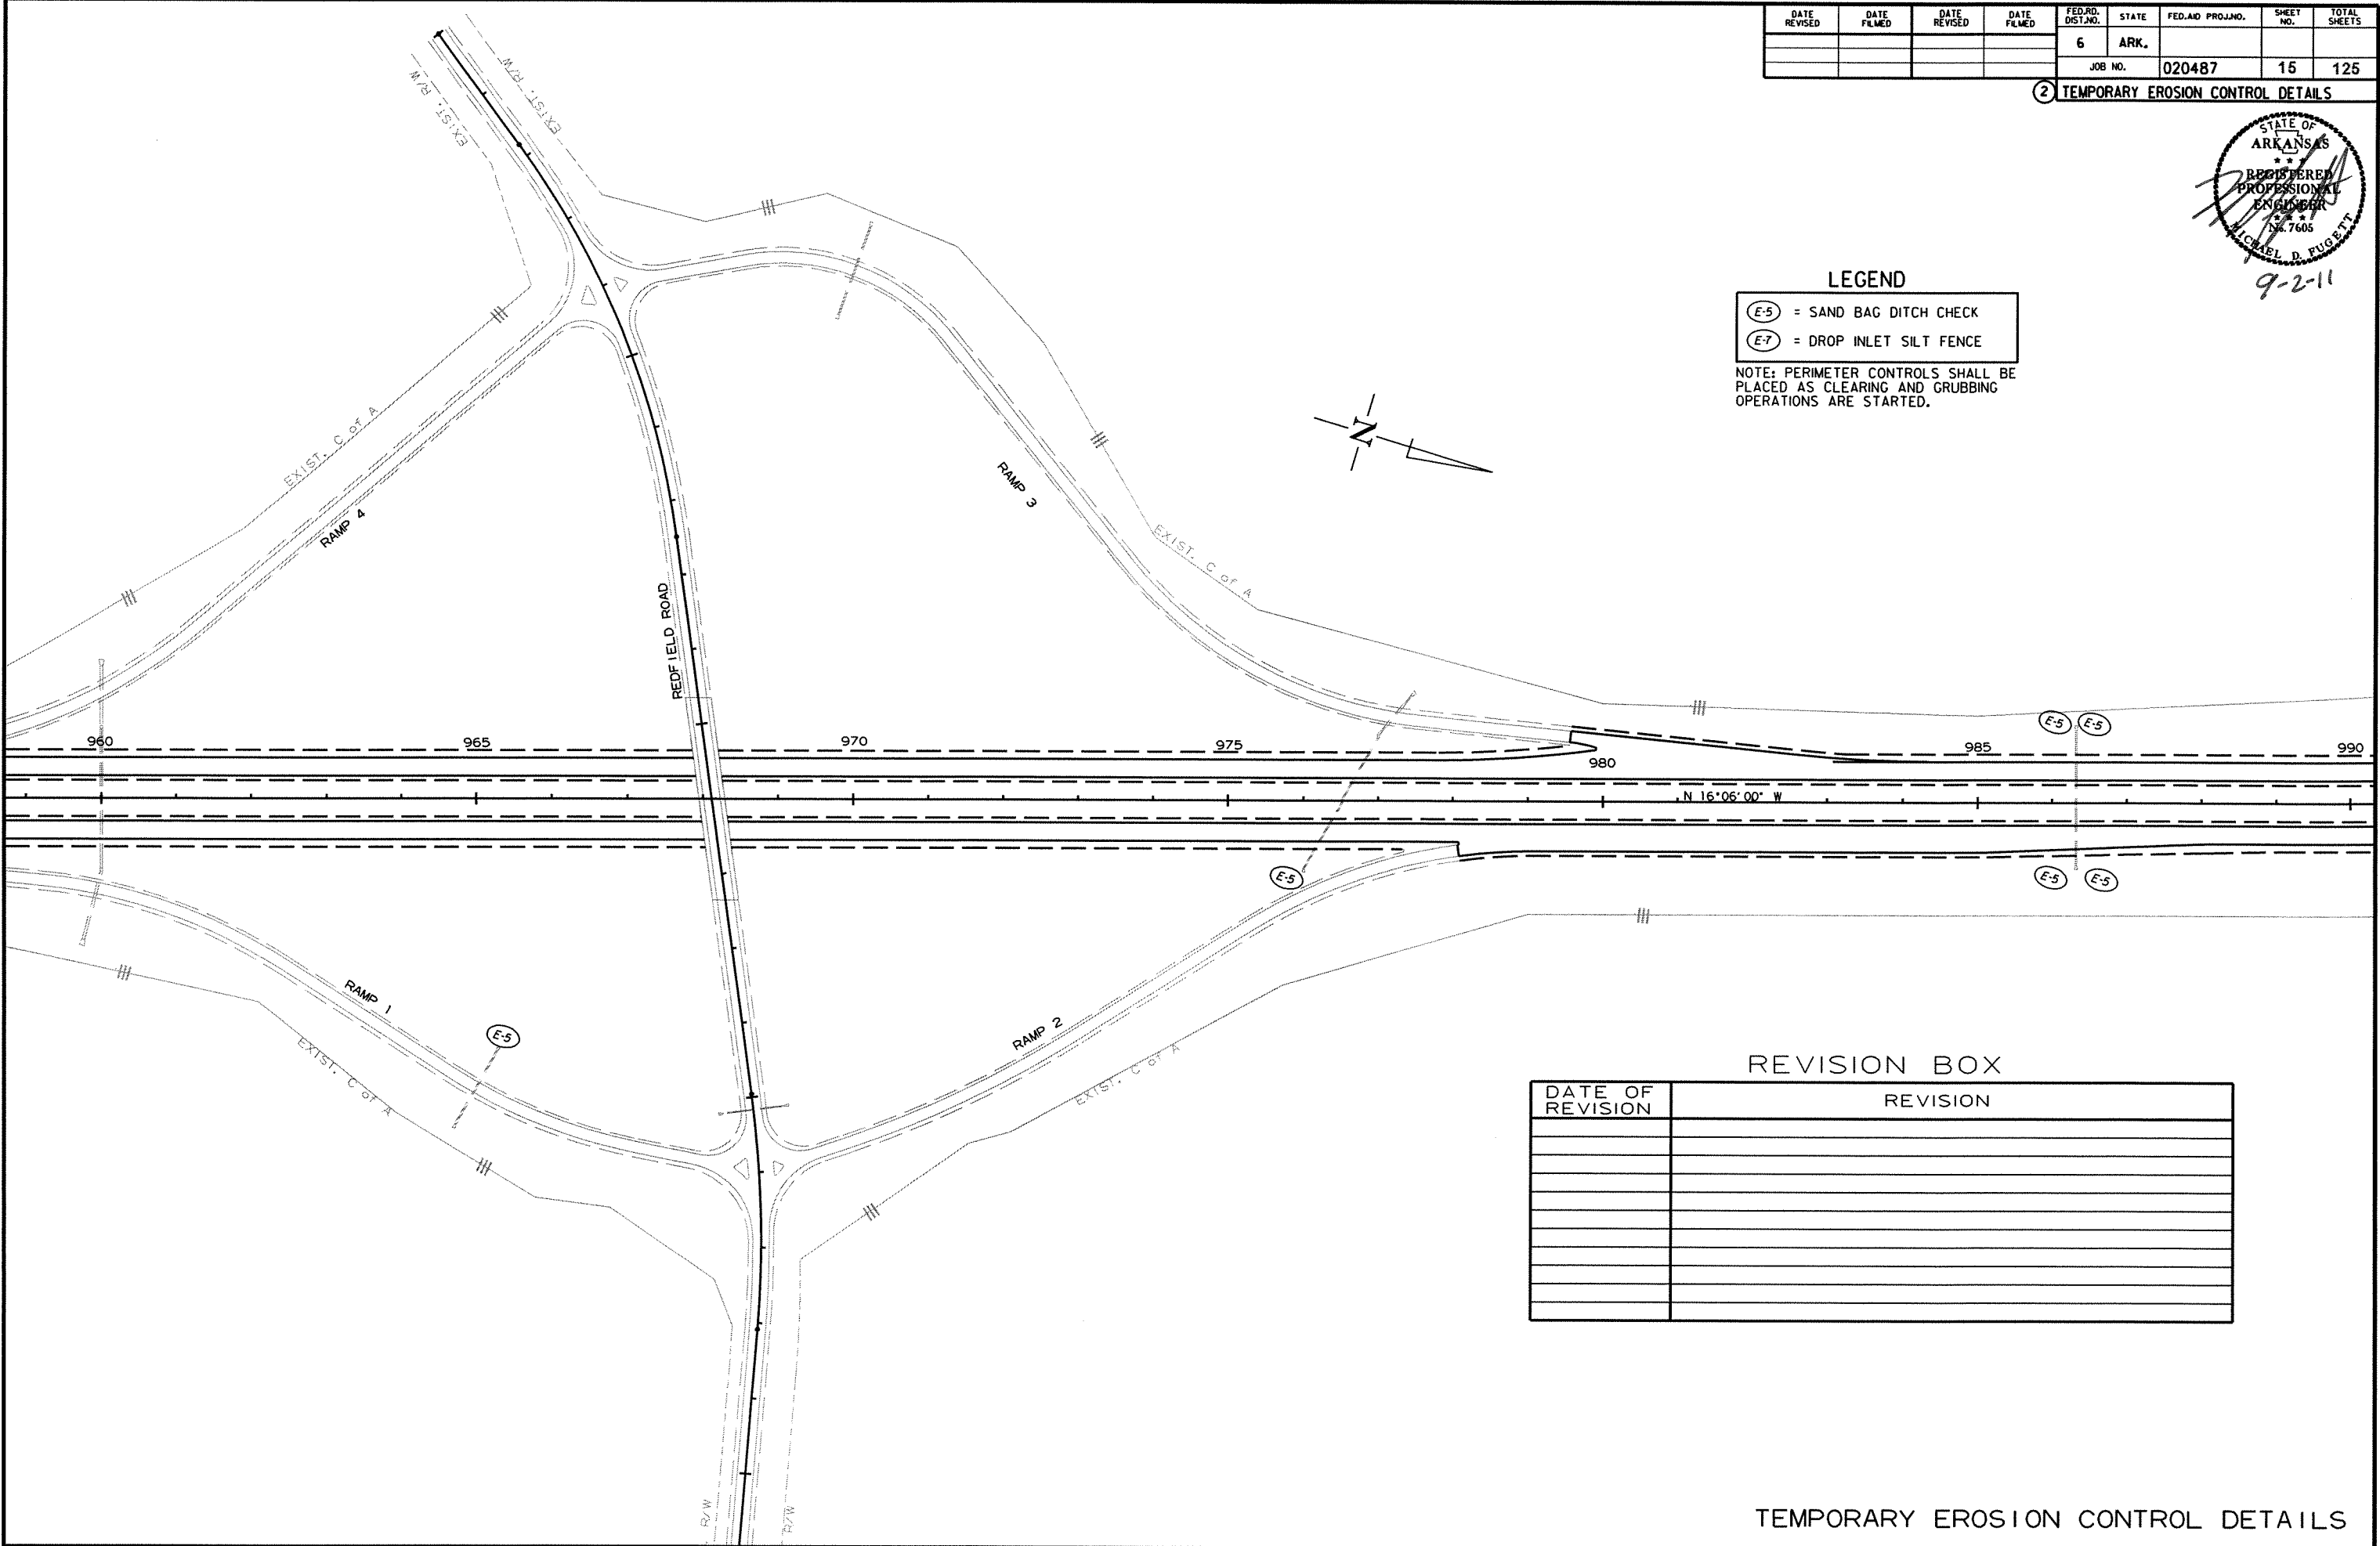 DATE REVISED
DATE FILMED
DATE REVISED
DATE FILMED
FED.RD. DIST.NO.
STATE
FED.AID PROJ.NO.
SHEET NO.
TOTAL SHEETS
6
ARK.
JOB NO.
020487
15
125
2 TEMPORARY EROSION CONTROL DETAILS
STATE OF
ARKANSAS
REGISTERED
PROFESSIONAL
ENGINEER
No. 7605
MICHAEL D. FUGETT
9-2-11
LEGEND
E-5 = SAND BAG DITCH CHECK
E-7 = DROP INLET SILT FENCE
NOTE: PERIMETER CONTROLS SHALL BE
PLACED AS CLEARING AND GRUBBING
OPERATIONS ARE STARTED.
EXIST. R/W
EXIST. R/W
N
EXIST. C of A
RAMP 4
RAMP 3
EXIST. C of A
REDFIELD ROAD
960
965
970
975
980
985
990
E-5
E-5
N 16°06'00" W
E-5
E-5
E-5
RAMP 1
E-5
EXIST. C of A
RAMP 2
EXIST. C of A
R/W
R/W
REVISION BOX
DATE OF REVISION
REVISION
TEMPORARY EROSION CONTROL DETAILS